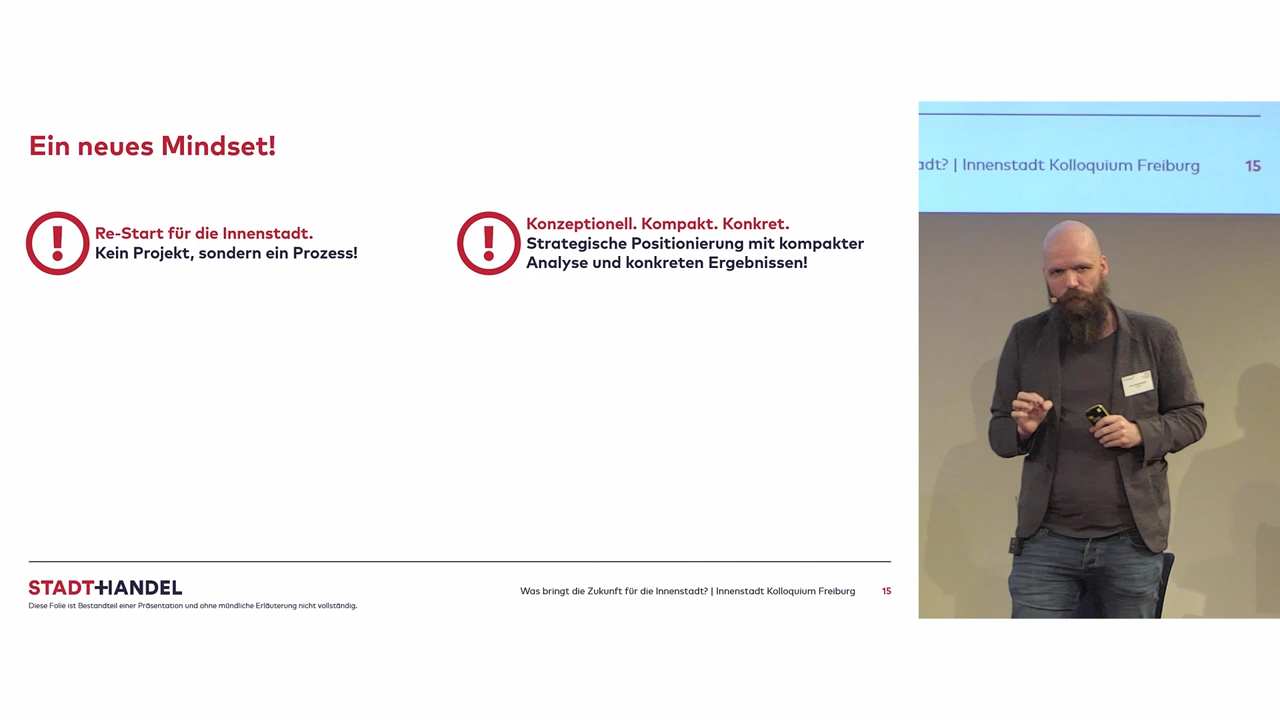 Ein neues Mindset!
Re-Start für die Innenstadt.
Kein Projekt, sondern ein Prozess!
Konzeptionell. Kompakt. Konkret.
Strategische Positionierung mit kompakter
Analyse und konkreten Ergebnissen!
STADT+HANDEL
Diese Folie ist Bestandteil einer Präsentation und ohne mündliche Erläuterung nicht vollständig.
Was bringt die Zukunft für die Innenstadt? | Innenstadt Kolloquium Freiburg 15
adt? | Innenstadt Kolloquium Freiburg 15